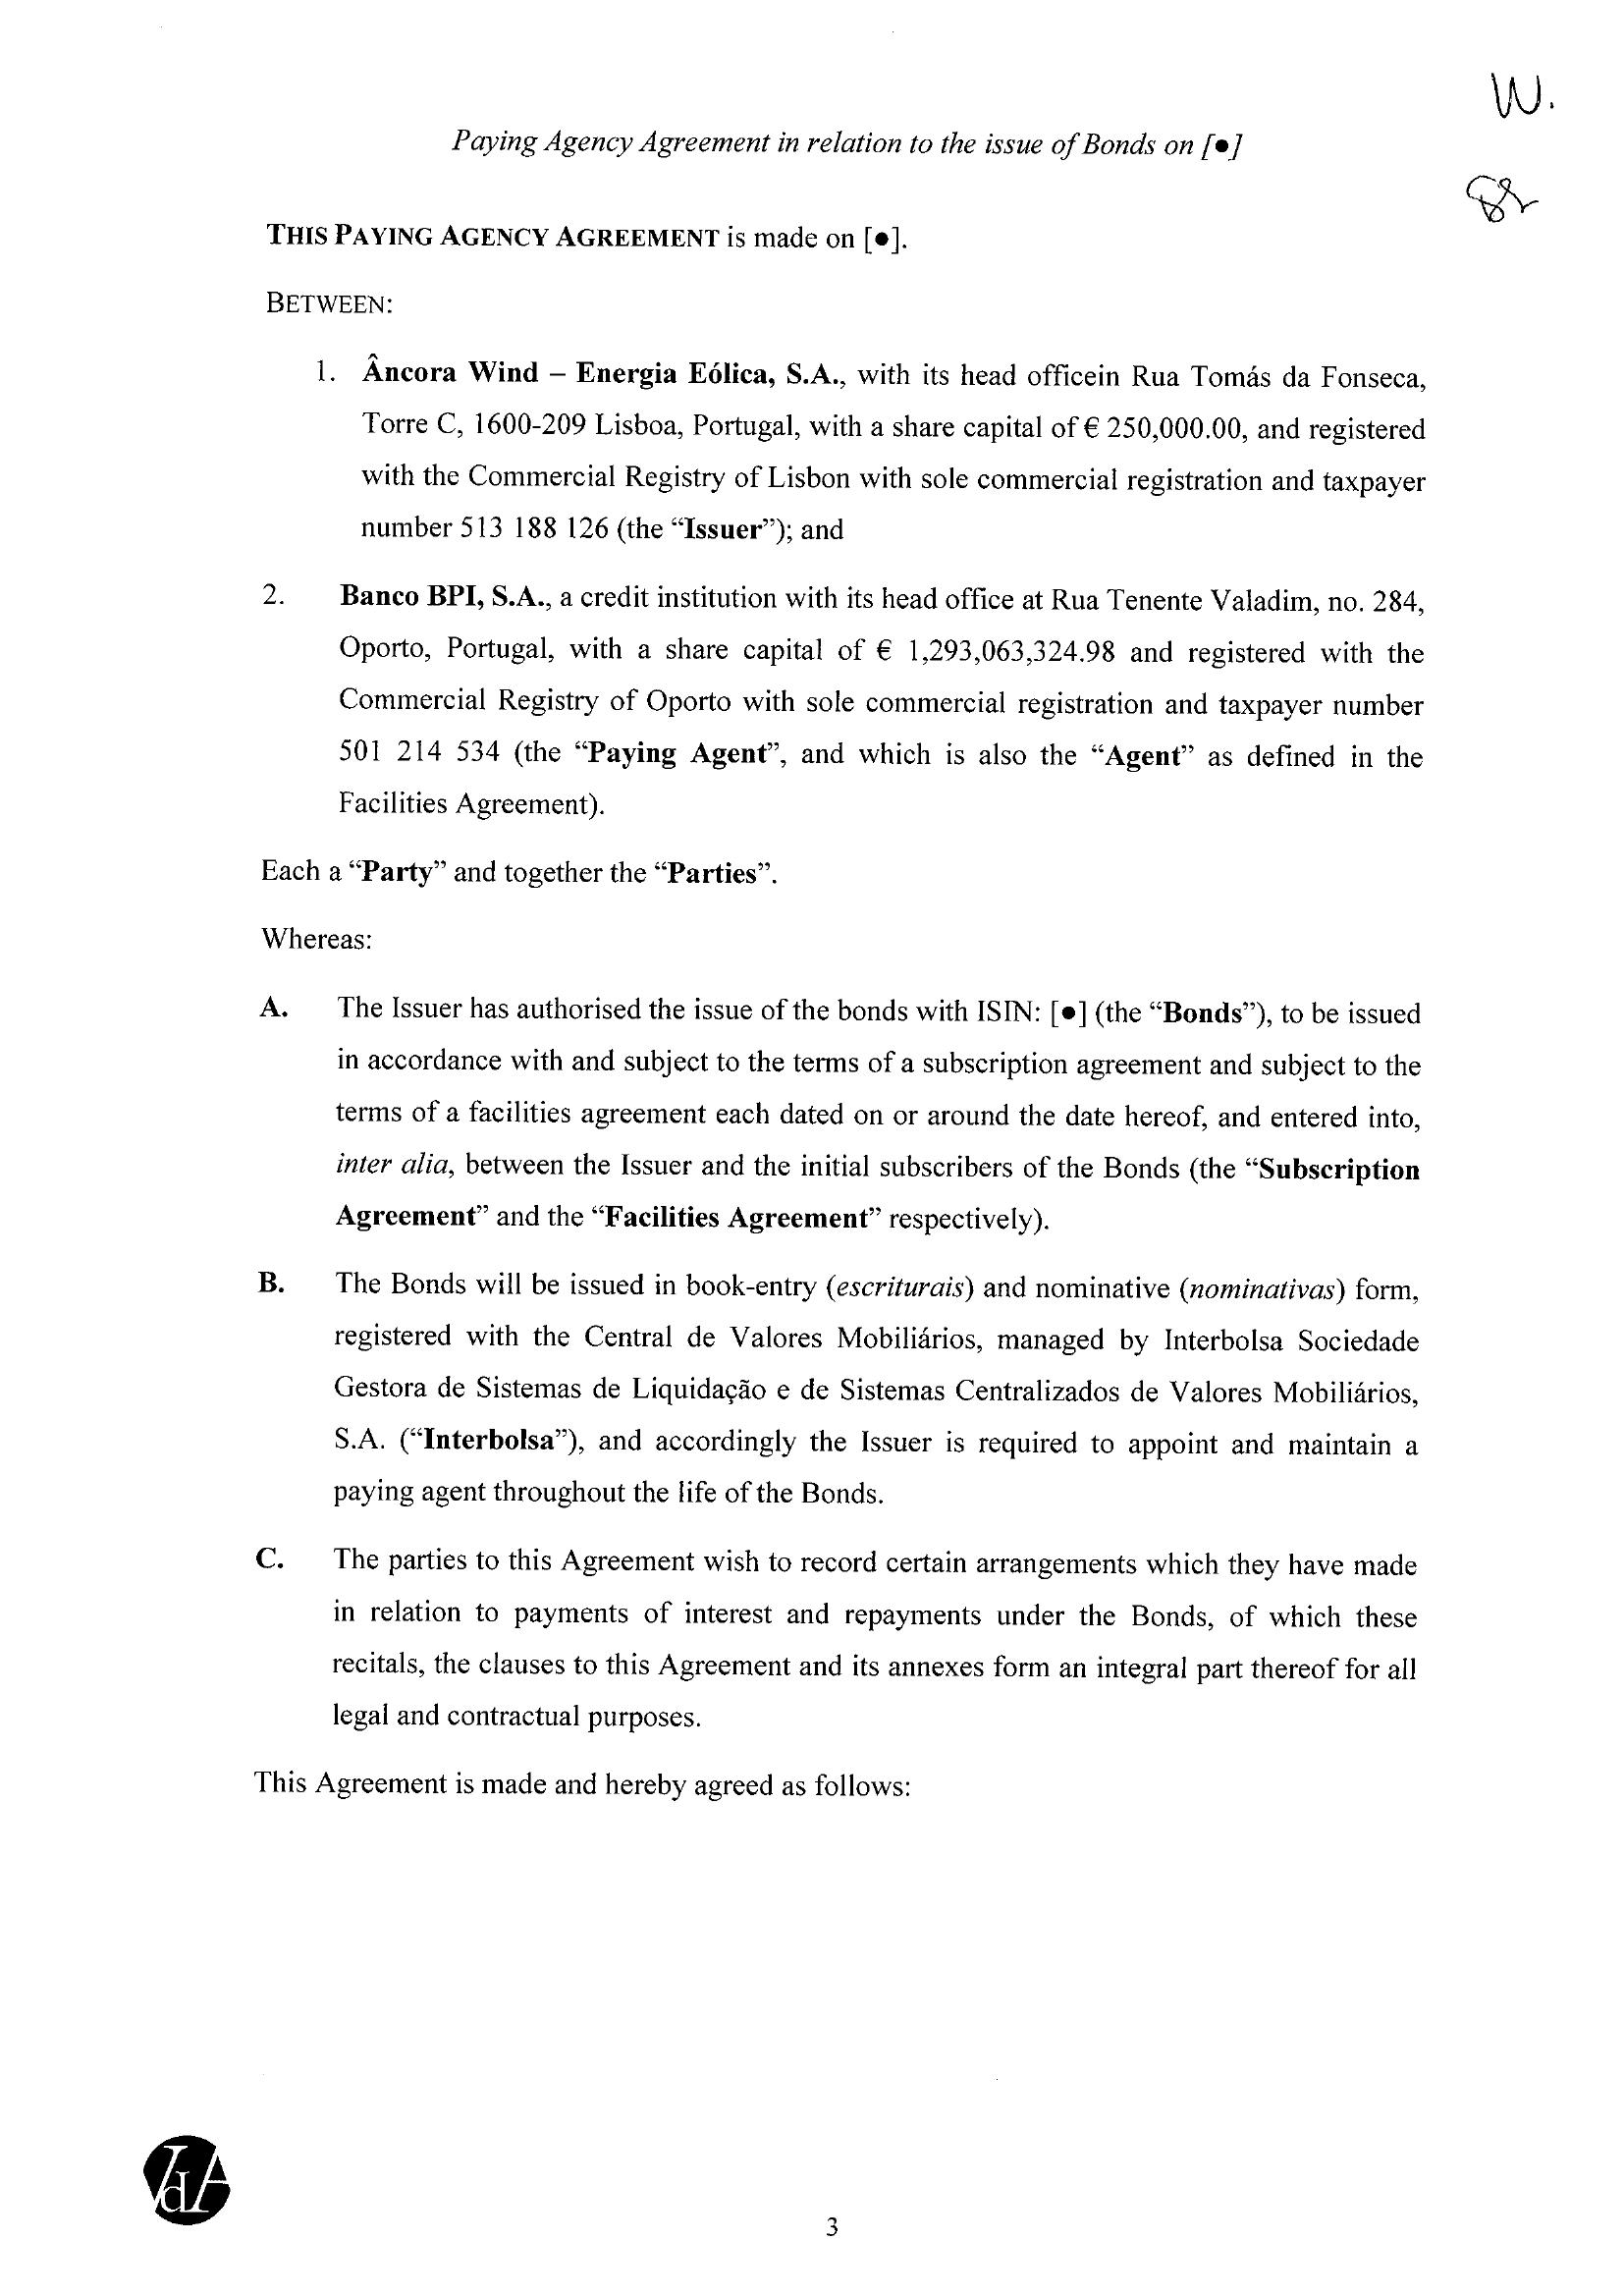 W.
Paying Agency Agreement in relation to the issue of Bonds on [●]
THIS PAYING AGENCY AGREEMENT is made on [●].
BETWEEN:
1. Âncora Wind – Energia Eólica, S.A., with its head officein Rua Tomás da Fonseca,
Torre C, 1600-209 Lisboa, Portugal, with a share capital of € 250,000.00, and registered
with the Commercial Registry of Lisbon with sole commercial registration and taxpayer
number 513 188 126 (the “Issuer”); and
2. Banco BPI, S.A., a credit institution with its head office at Rua Tenente Valadim, no. 284,
Oporto, Portugal, with a share capital of € 1,293,063,324.98 and registered with the
Commercial Registry of Oporto with sole commercial registration and taxpayer number
501 214 534 (the “Paying Agent”, and which is also the “Agent” as defined in the
Facilities Agreement).
Each a “Party” and together the “Parties”.
Whereas:
A. The Issuer has authorised the issue of the bonds with ISIN: [●] (the “Bonds”), to be issued
in accordance with and subject to the terms of a subscription agreement and subject to the
terms of a facilities agreement each dated on or around the date hereof, and entered into,
inter alia, between the Issuer and the initial subscribers of the Bonds (the “Subscription
Agreement” and the “Facilities Agreement” respectively).
B. The Bonds will be issued in book-entry (escriturais) and nominative (nominativas) form,
registered with the Central de Valores Mobiliários, managed by Interbolsa Sociedade
Gestora de Sistemas de Liquidação e de Sistemas Centralizados de Valores Mobiliários,
S.A. (“Interbolsa”), and accordingly the Issuer is required to appoint and maintain a
paying agent throughout the life of the Bonds.
C. The parties to this Agreement wish to record certain arrangements which they have made
in relation to payments of interest and repayments under the Bonds, of which these
recitals, the clauses to this Agreement and its annexes form an integral part thereof for all
legal and contractual purposes.
This Agreement is made and hereby agreed as follows:
VdA
3